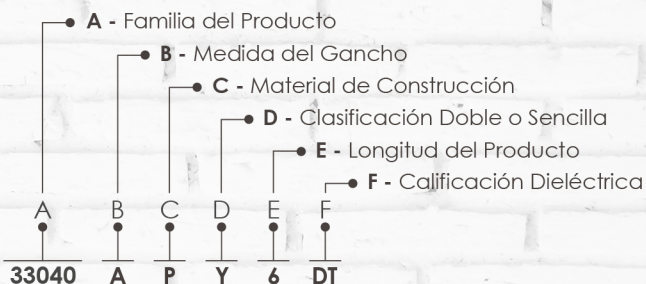 A - Familia del Producto
B - Medida del Gancho
C - Material de Construcción
D - Clasificación Doble o Sencilla
E - Longitud del Producto
F - Calificación Dieléctrica
A B C D E F
33040 A P Y 6 DT